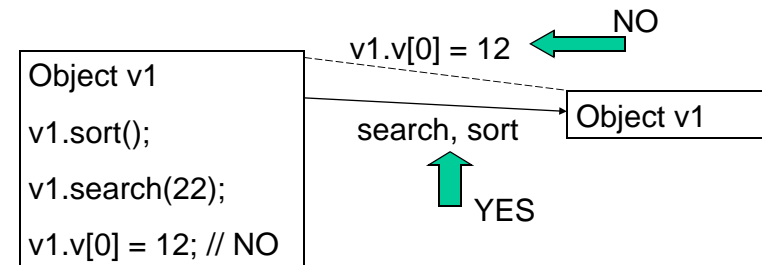 NO
v1.v[0] = 12
Object v1
v1.sort();
v1.search(22);
v1.v[0] = 12; // NO
search, sort
YES
Object v1